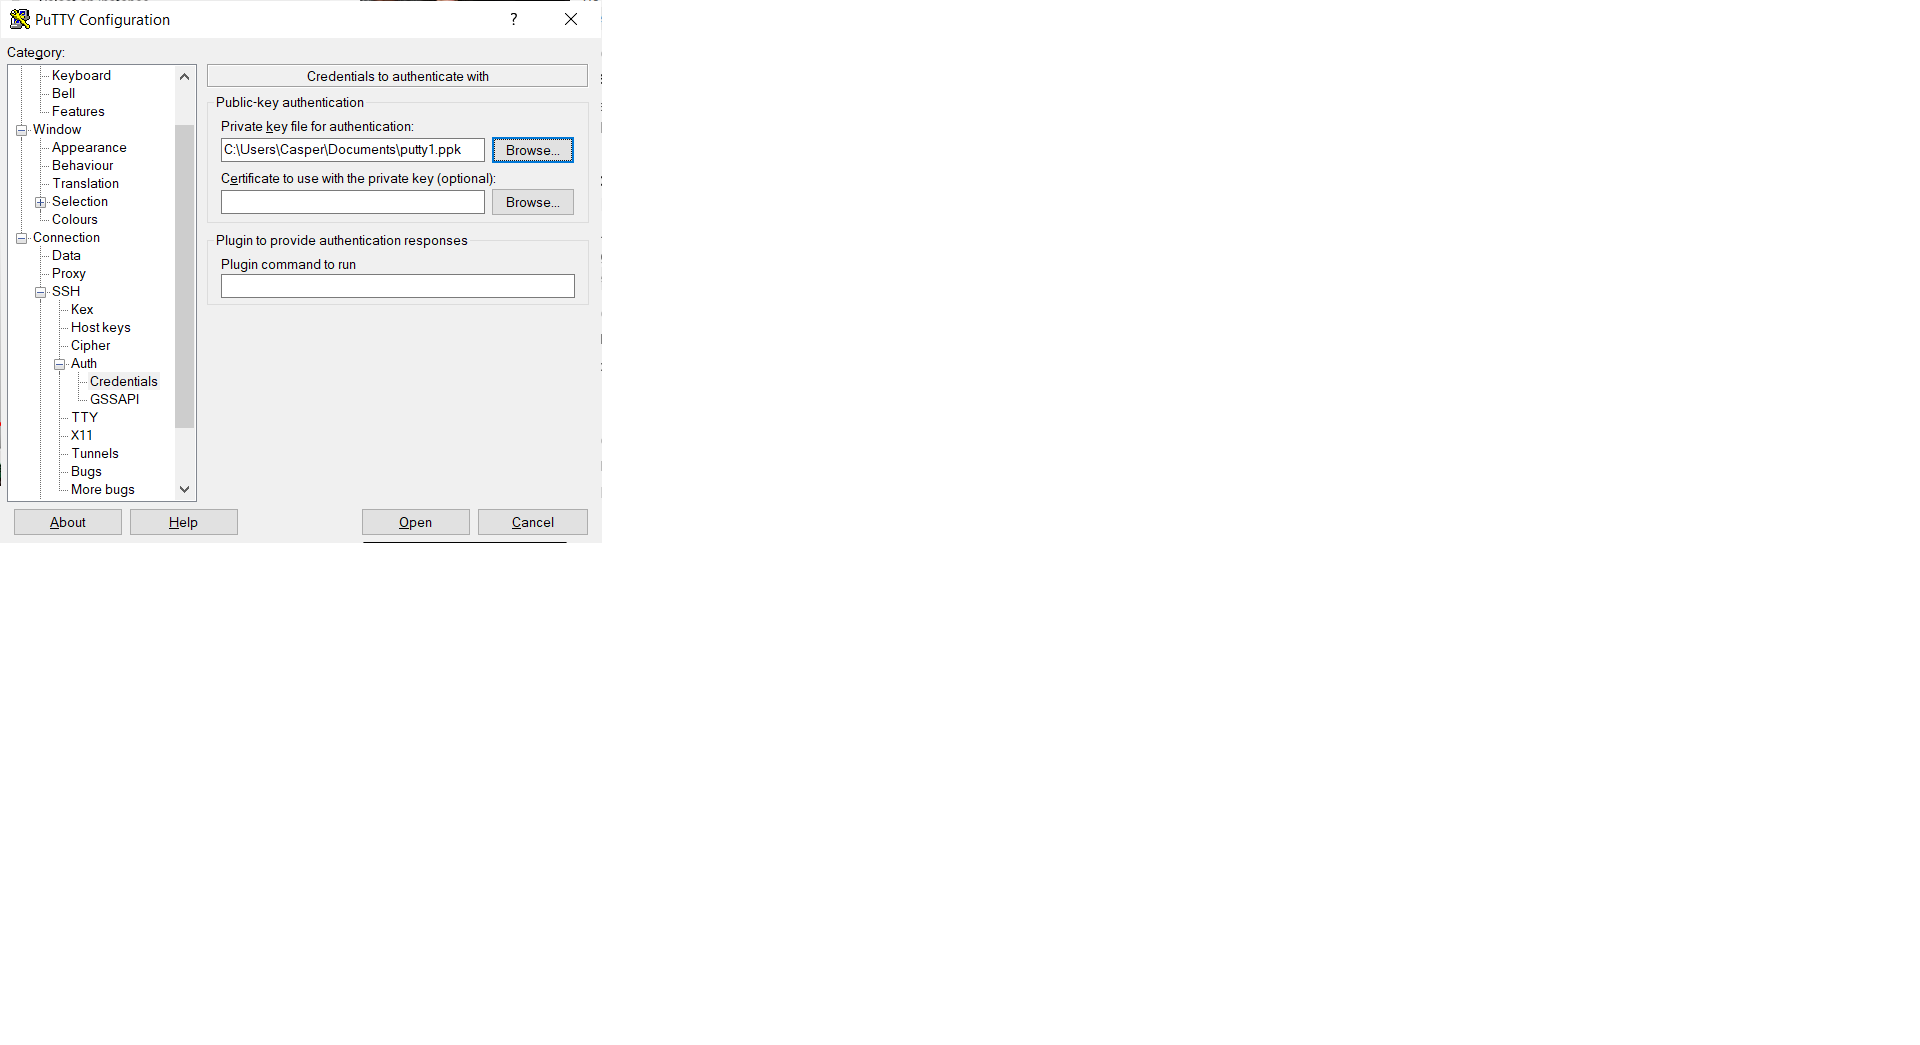 PuTTY Configuration
?
Category:
Keyboard
Bell
Features
Window
Appearance
Behaviour
Translation
Selection
Colours
Connection
Data
Proxy
SSH
Kex
Host keys
Cipher
Auth
Credentials
GSSAPI
TTY
X11
Tunnels
Bugs
More bugs
Credentials to authenticate with
Public-key authentication
Private key file for authentication:
C:\Users\Casper\Documents\putty1.ppk
Browse...
Certificate to use with the private key (optional):
Browse...
Plugin to provide authentication responses
Plugin command to run
About
Help
Open
Cancel